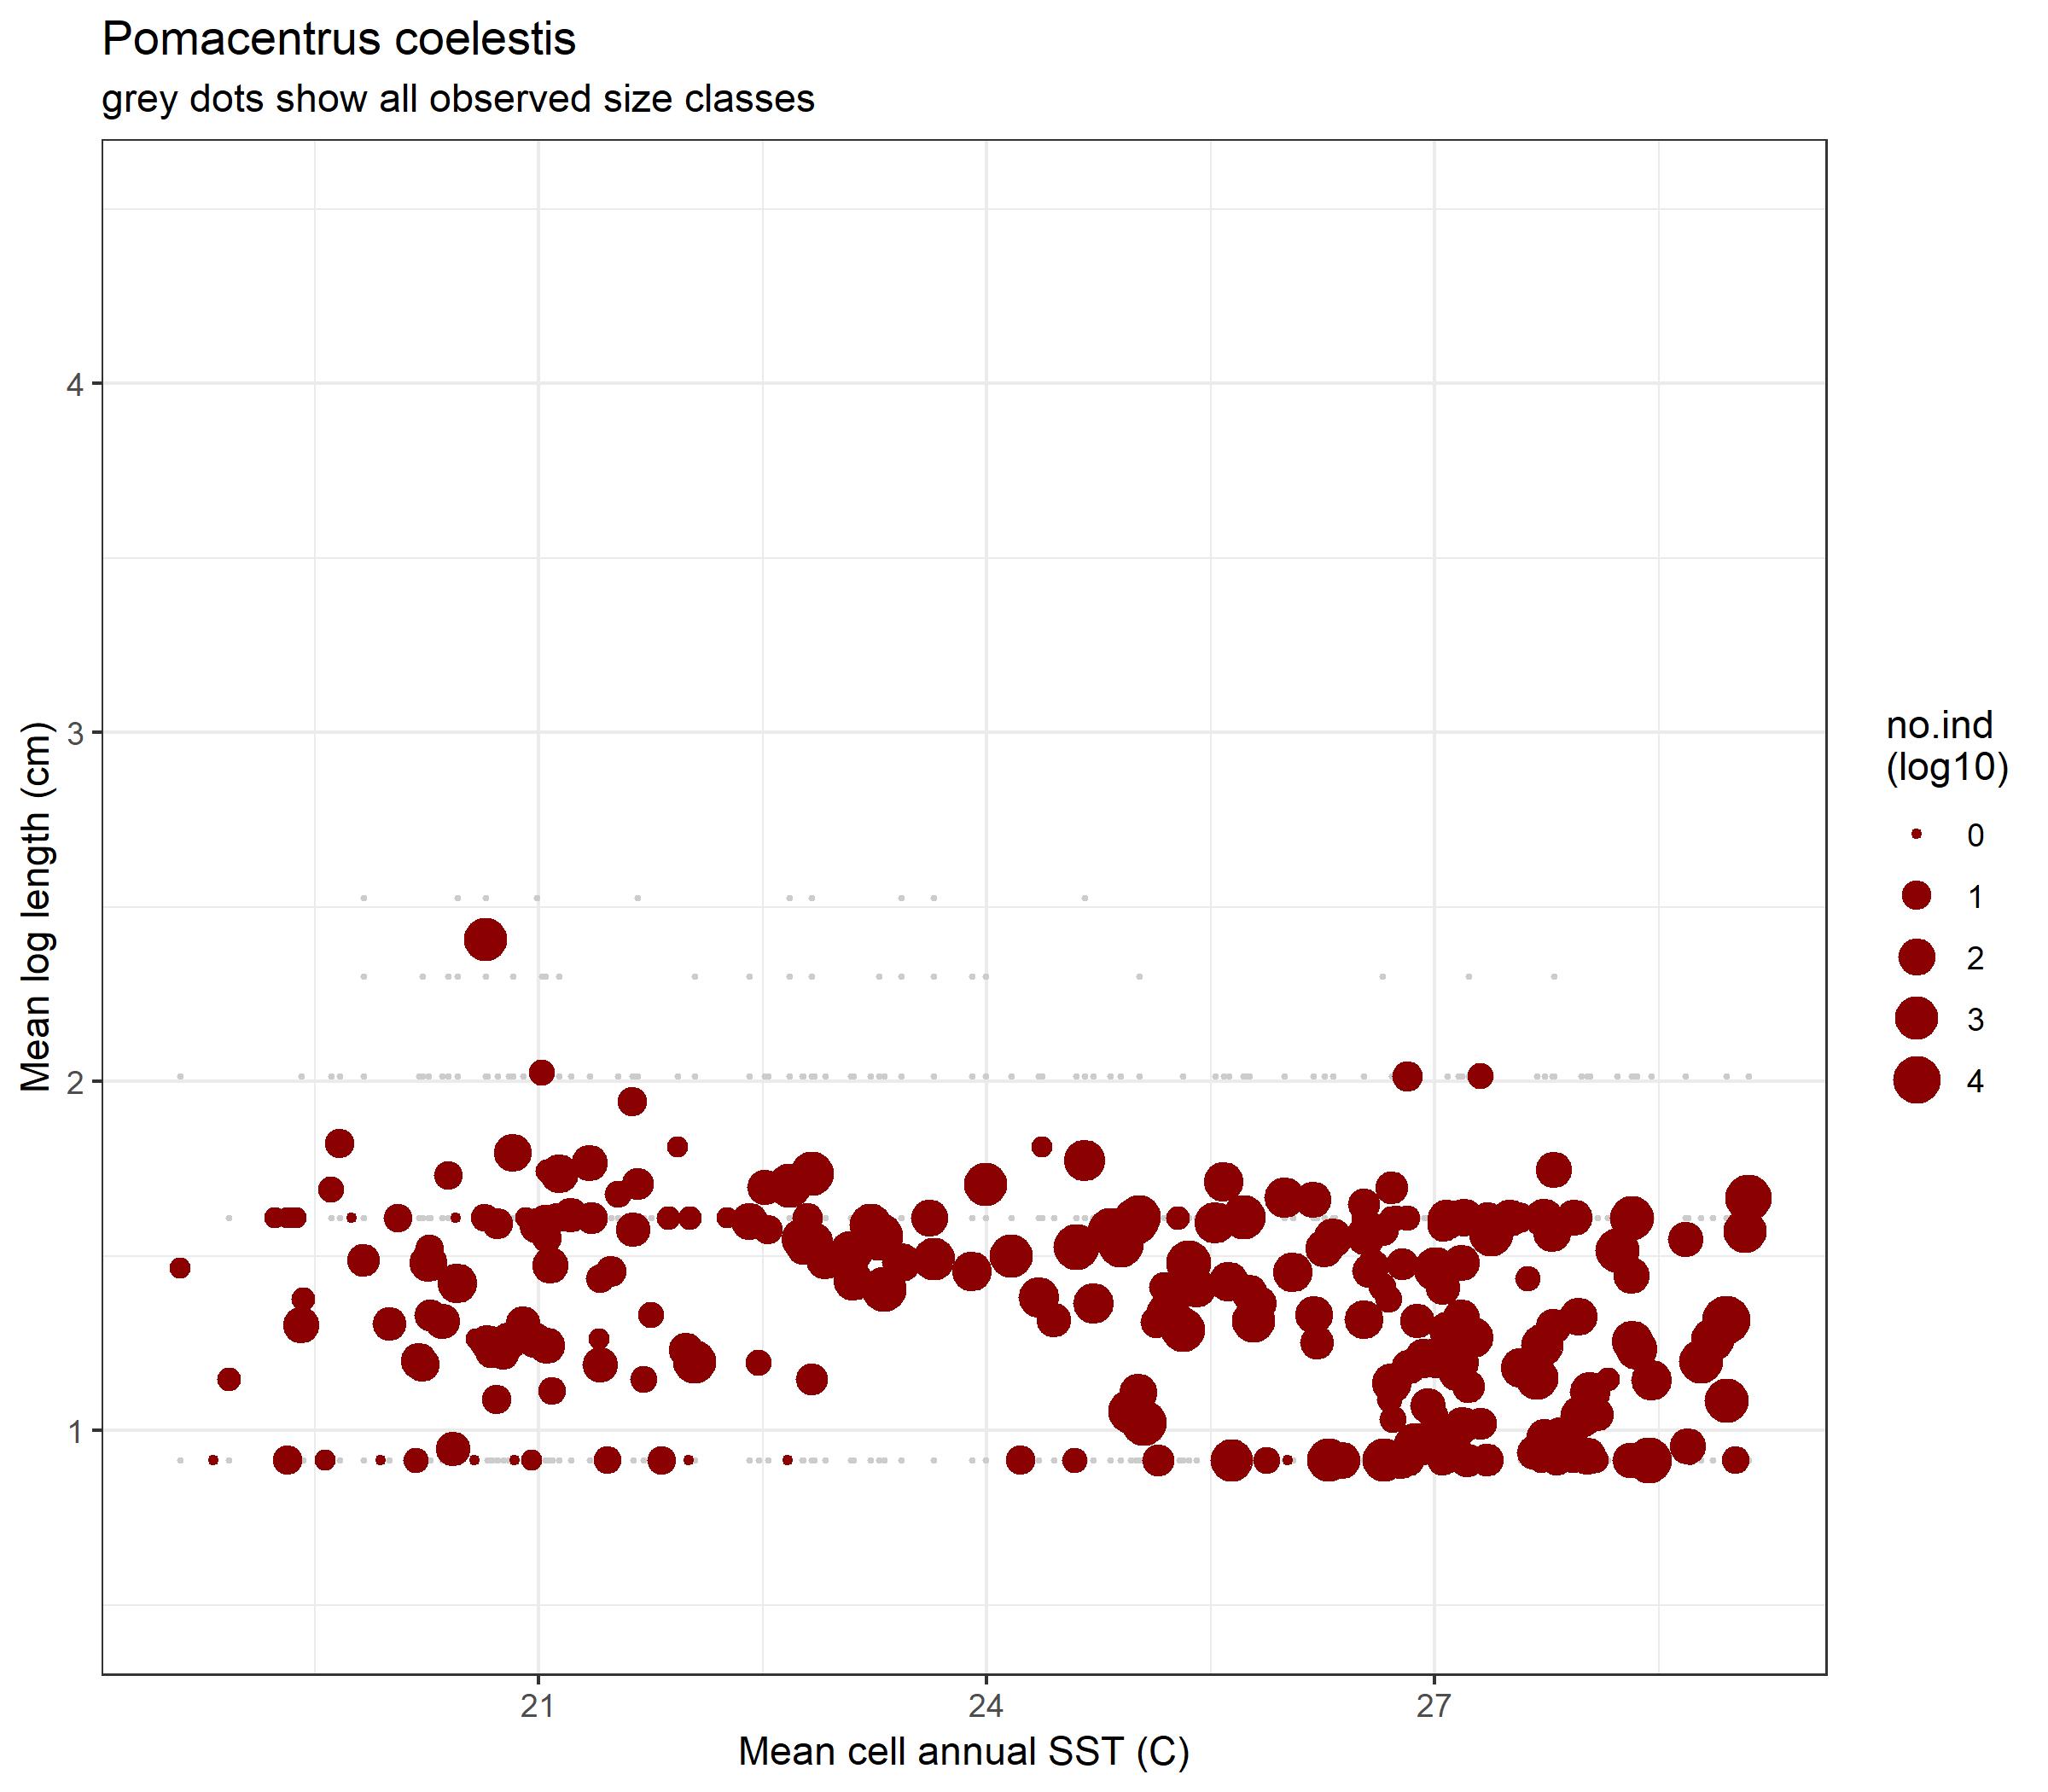 Pomacentrus coelestis
grey dots show all observed size classes
4
3
2
1
Mean log length (cm)
21
24
27
Mean cell annual SST (C)
no.ind
(log10)
0
1
2
3
4